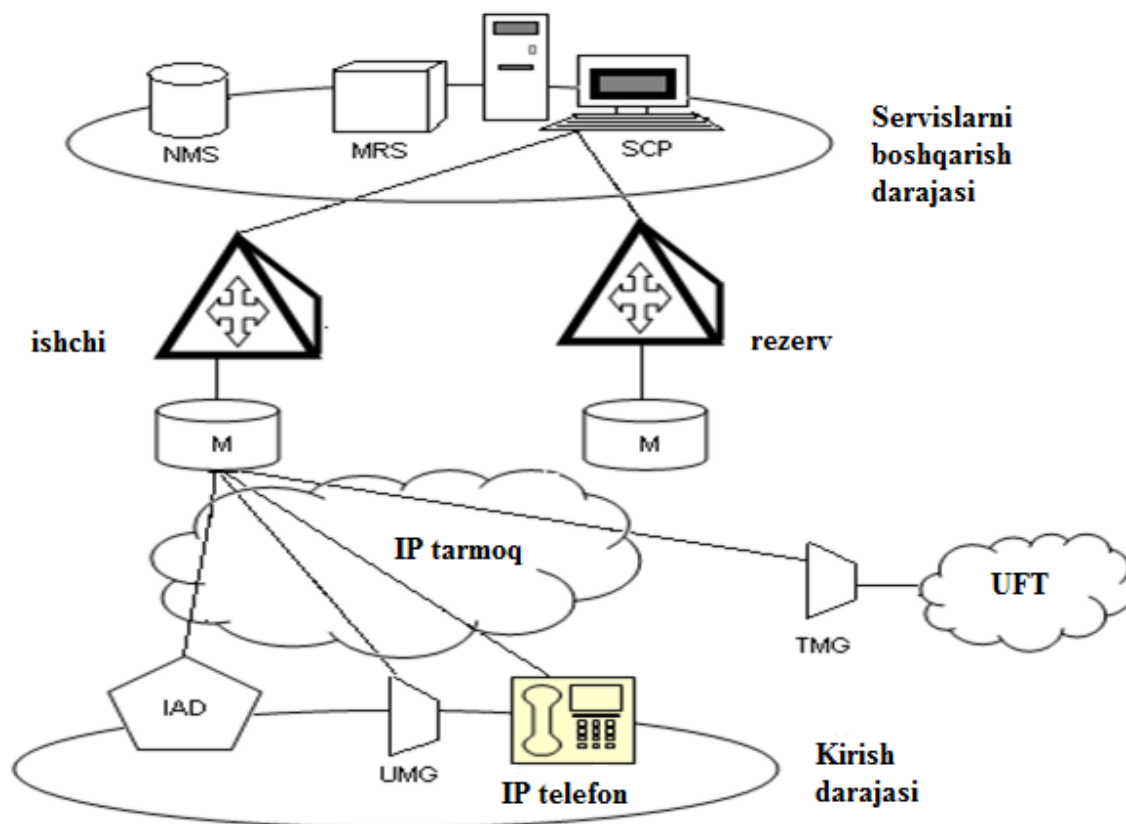 NMS
MRS
SCP
Servislarni
boshqarish
darajasi
ishchi
rezerv
M
M
IP tarmoq
UFT
TMG
IAD
UMG
IP telefon
Kirish
darajasi